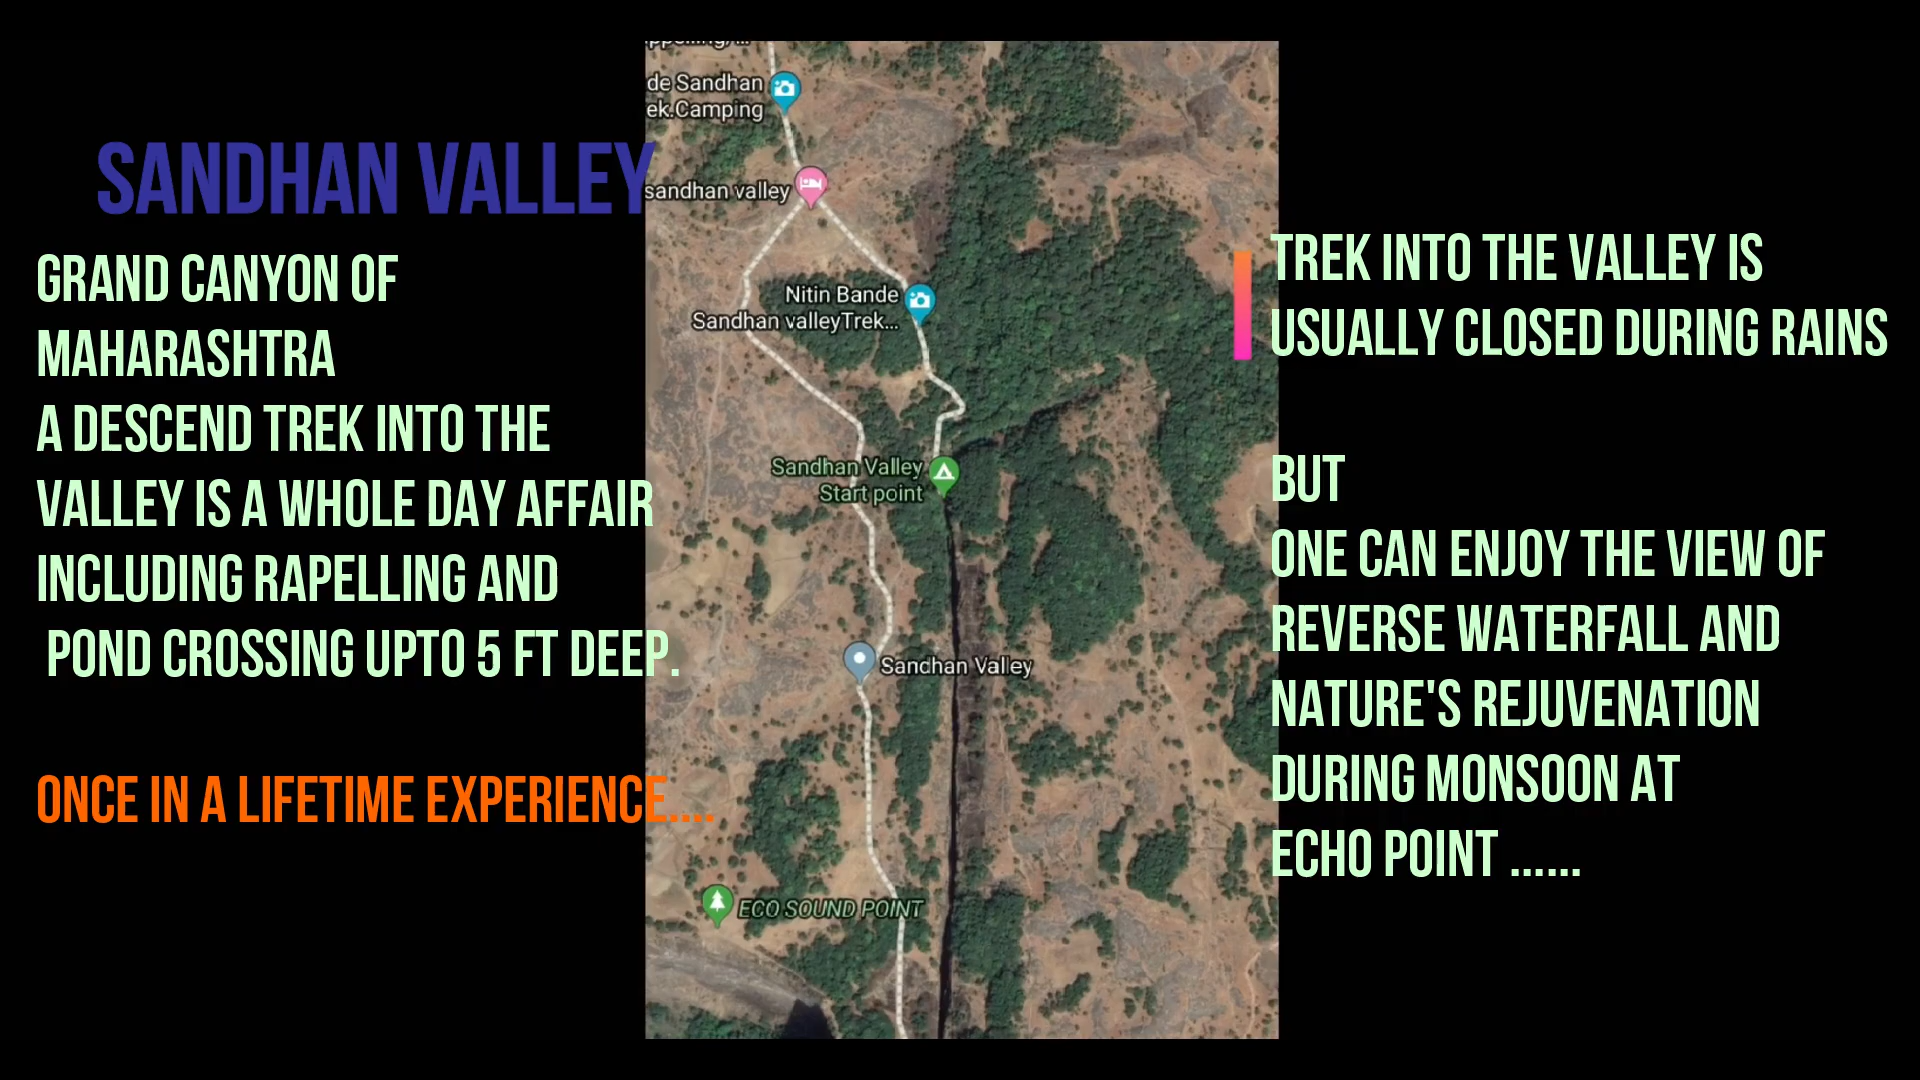 SANDHAN VALLEY
GRAND CANYON OF
MAHARASHTRA
A DESCEND TREK INTO THE
VALLEY IS A WHOLE DAY AFFAIR
INCLUDING RAPELLING AND
POND CROSSING UPTO 5 FT DEEP.
ONCE IN A LIFETIME EXPERIENCE....
de Sandhan
ek.Camping
sandhan valley
Nitin Bande
Sandhan valleyTrek...
Sandhan Valley
Start point
Sandhan Valley
ECO SOUND POINT
TREK INTO THE VALLEY IS
USUALLY CLOSED DURING RAINS
BUT
ONE CAN ENJOY THE VIEW OF
REVERSE WATERFALL AND
NATURE'S REJUVENATION
DURING MONSOON AT
ECHO POINT ......